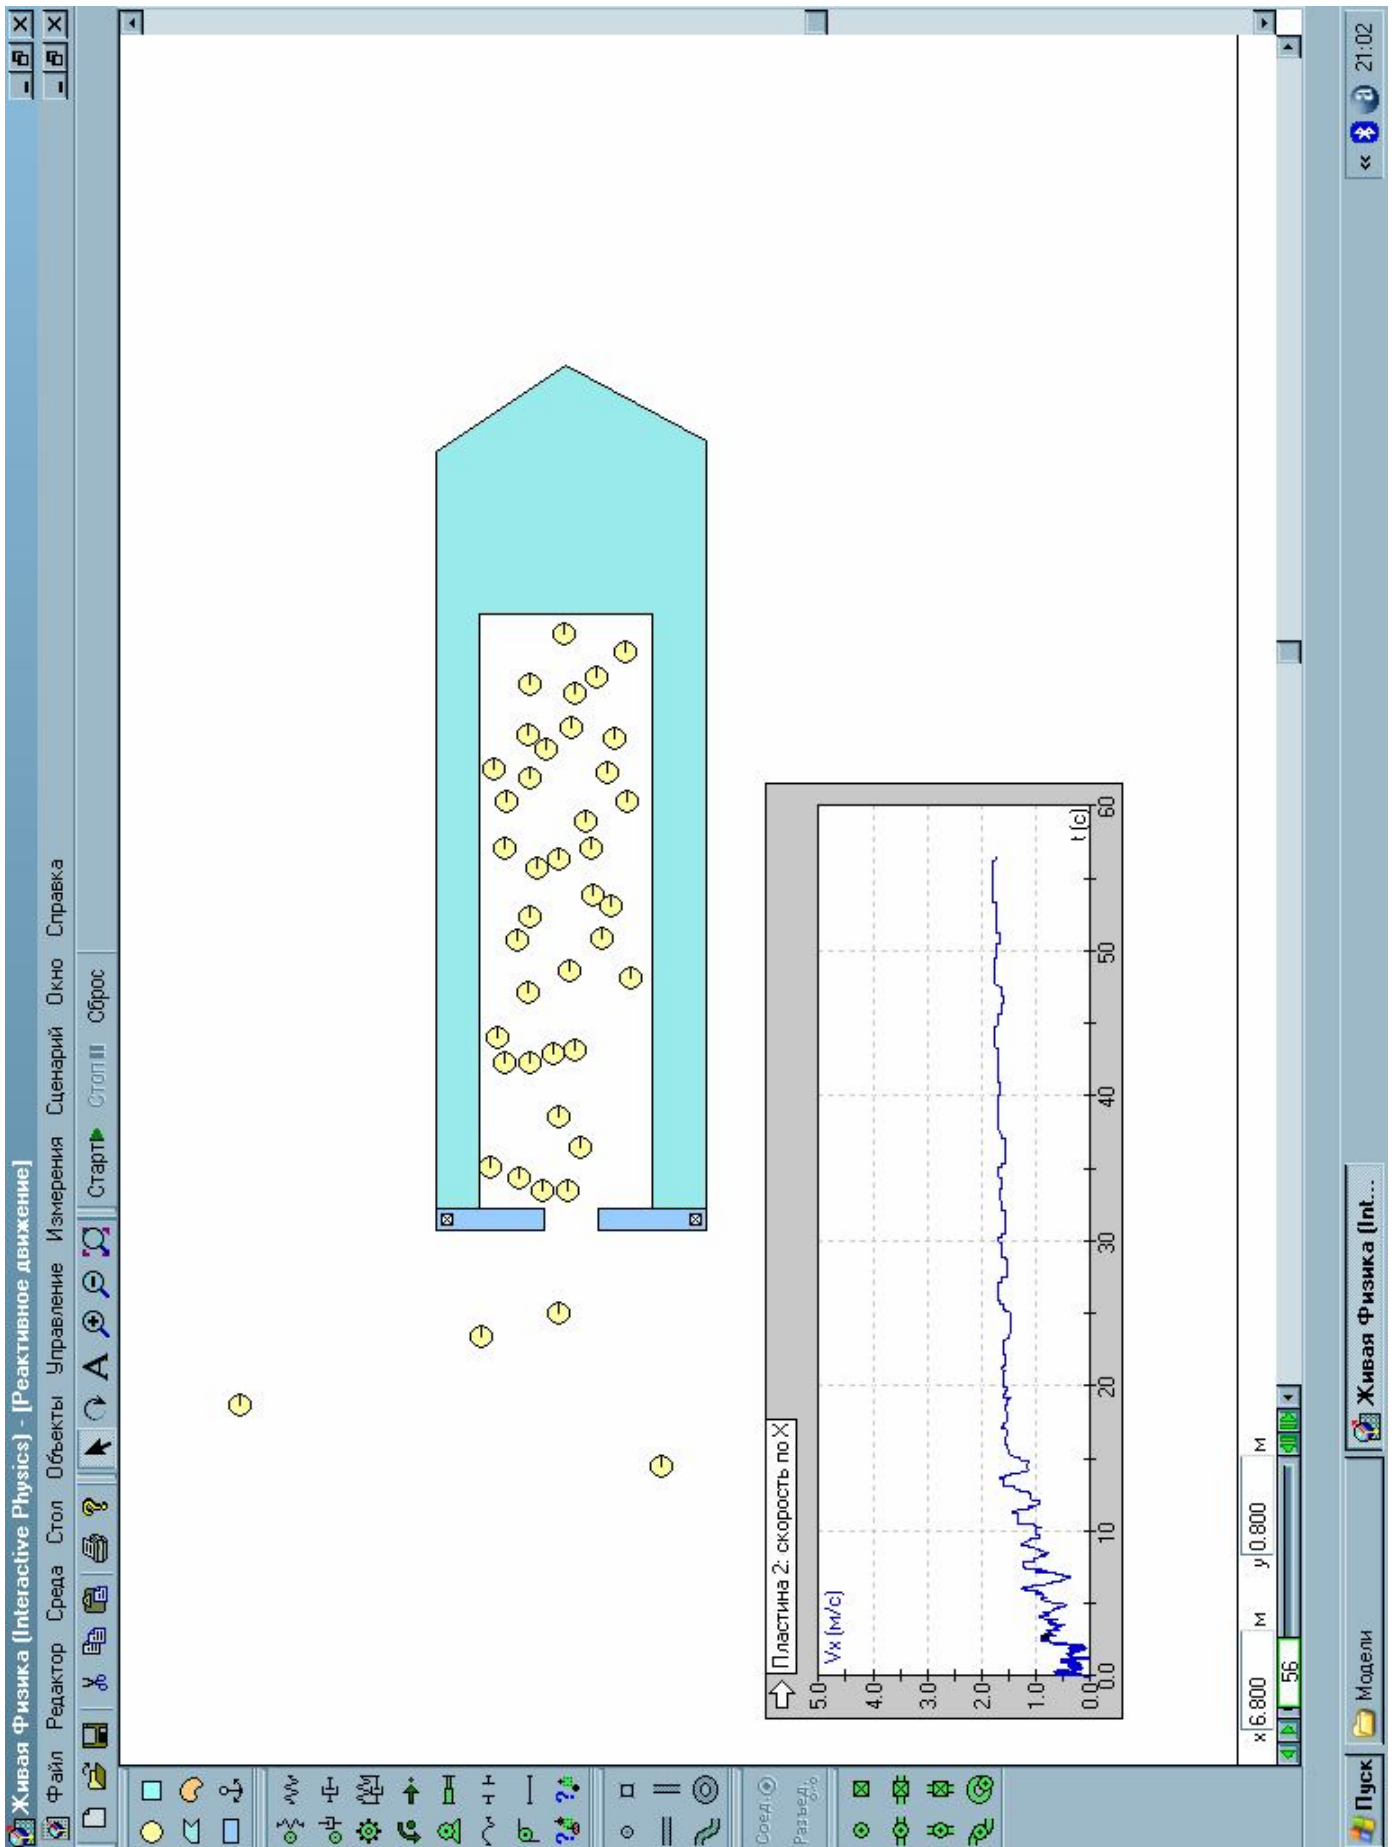 Живая Физика (Interactive Physics) - [Реактивное движение]
Файл Редактор Среда Стол Объекты Управление Измерения Сценарий Окно Справка
A Старт Стоп Сброс
Соед.
Разъед.
Пластина 2: скорость по X
Vx (м/с)
5.0
4.0
3.0
2.0
1.0
0.0
0.0 10 20 30 40 50 60
t (с)
x 6.800 м y 0.800 м
56
Пуск Модели Живая Физика (Int... « 21:02